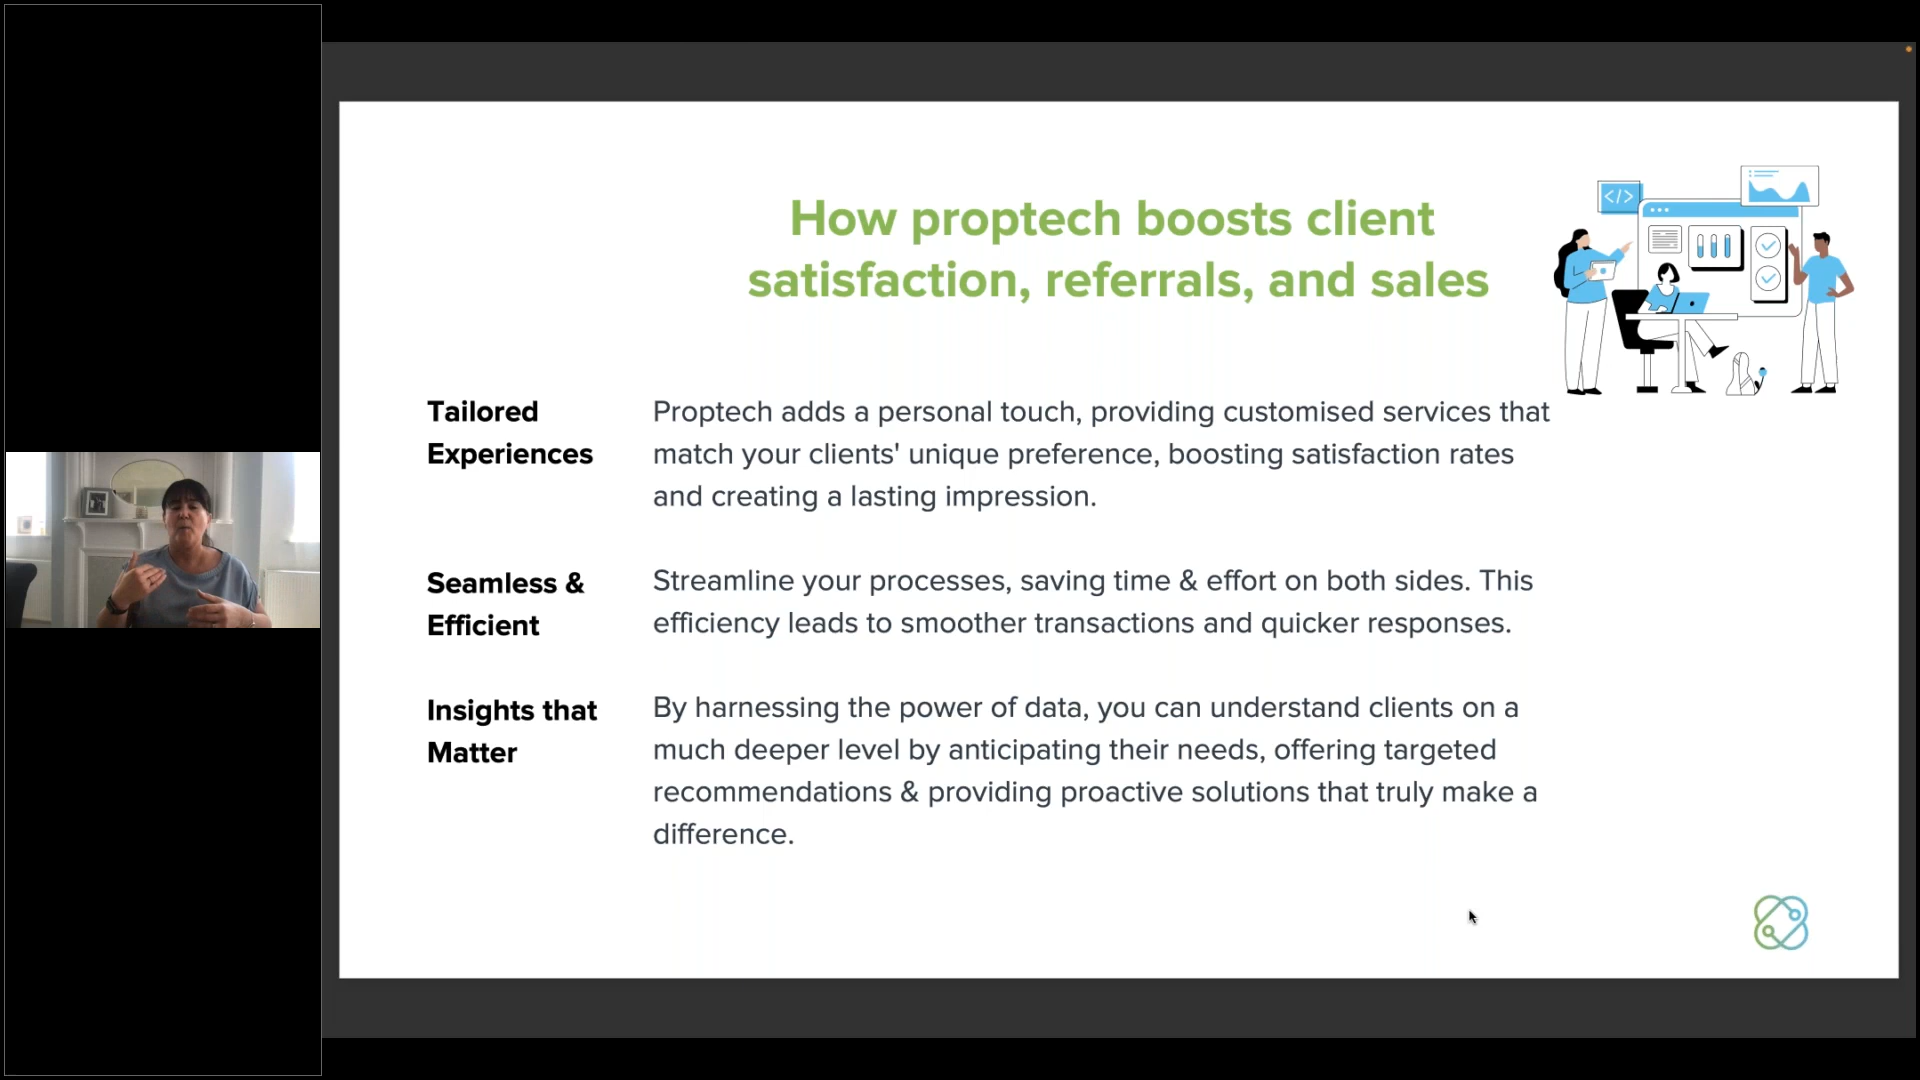 How proptech boosts client
satisfaction, referrals, and sales
</>
Tailored
Experiences
Proptech adds a personal touch, providing customised services that
match your clients' unique preference, boosting satisfaction rates
and creating a lasting impression.
Seamless &
Efficient
Streamline your processes, saving time & effort on both sides. This
efficiency leads to smoother transactions and quicker responses.
Insights that
Matter
By harnessing the power of data, you can understand clients on a
much deeper level by anticipating their needs, offering targeted
recommendations & providing proactive solutions that truly make a
difference.